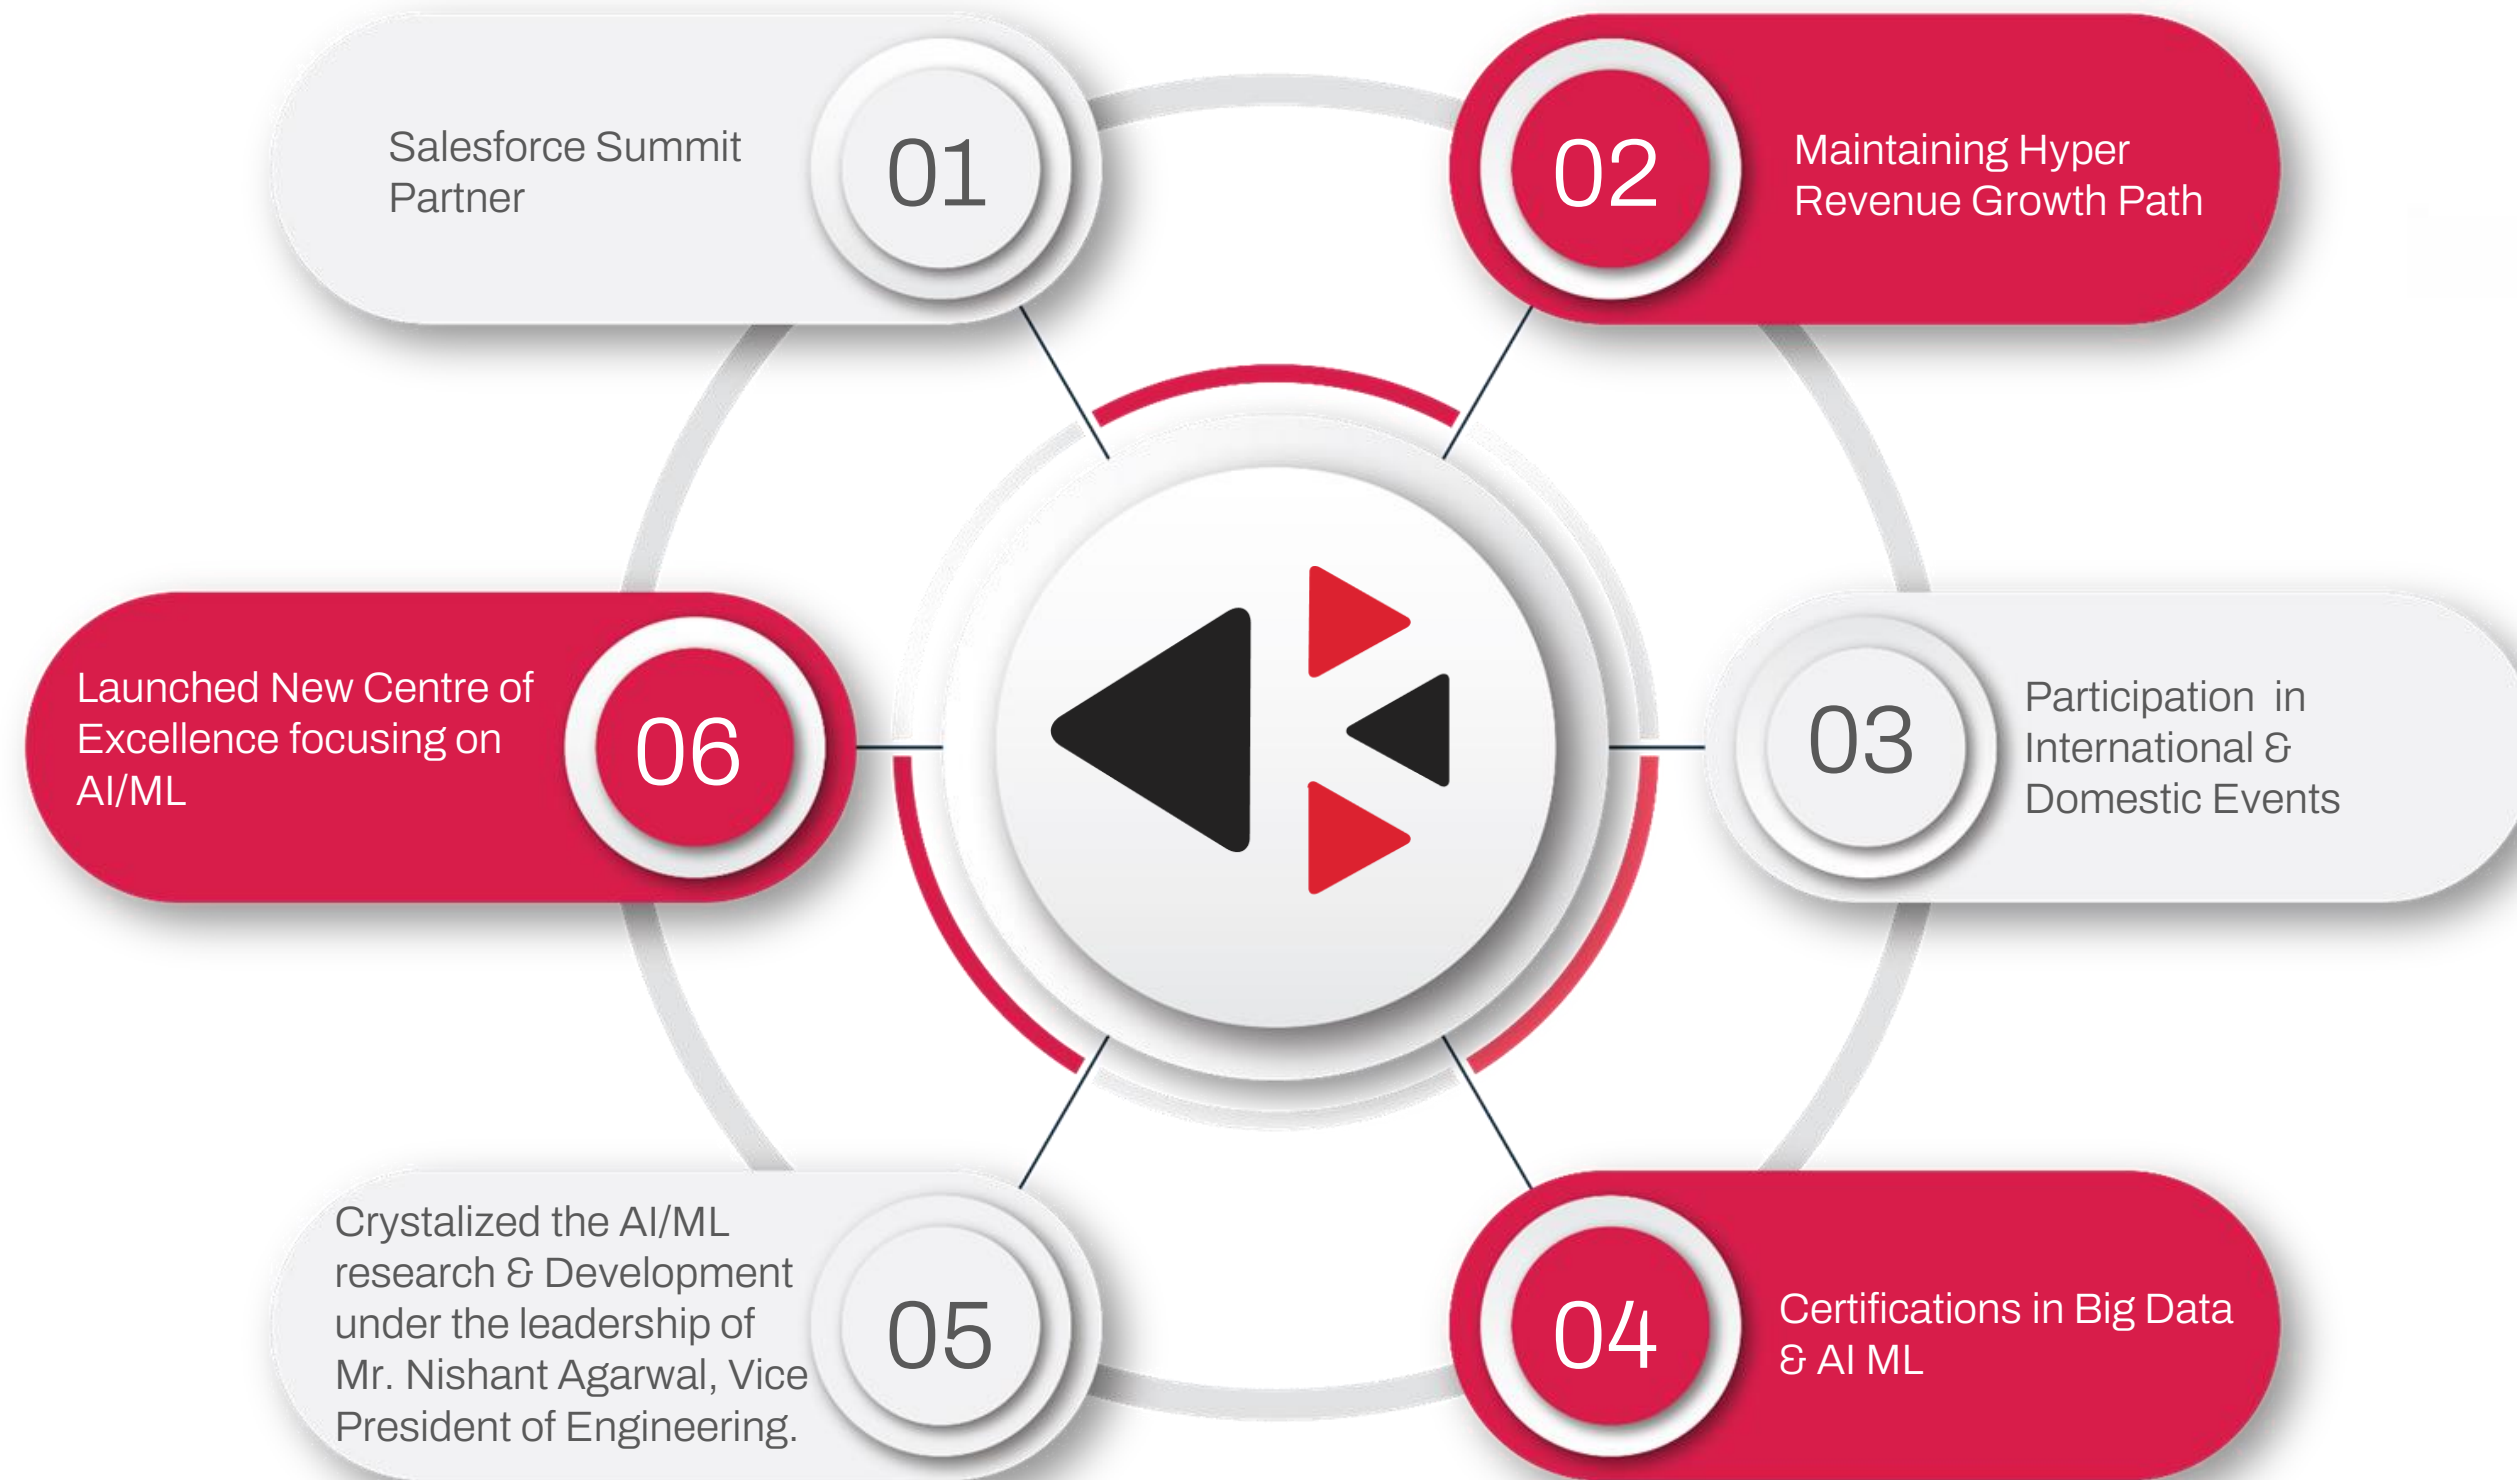 01
Salesforce Summit
Partner
02
Maintaining Hyper
Revenue Growth Path
03
Participation  in
International &
Domestic Events
04
Certifications in Big Data
& AI ML
05
Crystalized the AI/ML
research & Development
under the leadership of
Mr. Nishant Agarwal, Vice
President of Engineering.
06
Launched New Centre of
Excellence focusing on
AI/ML